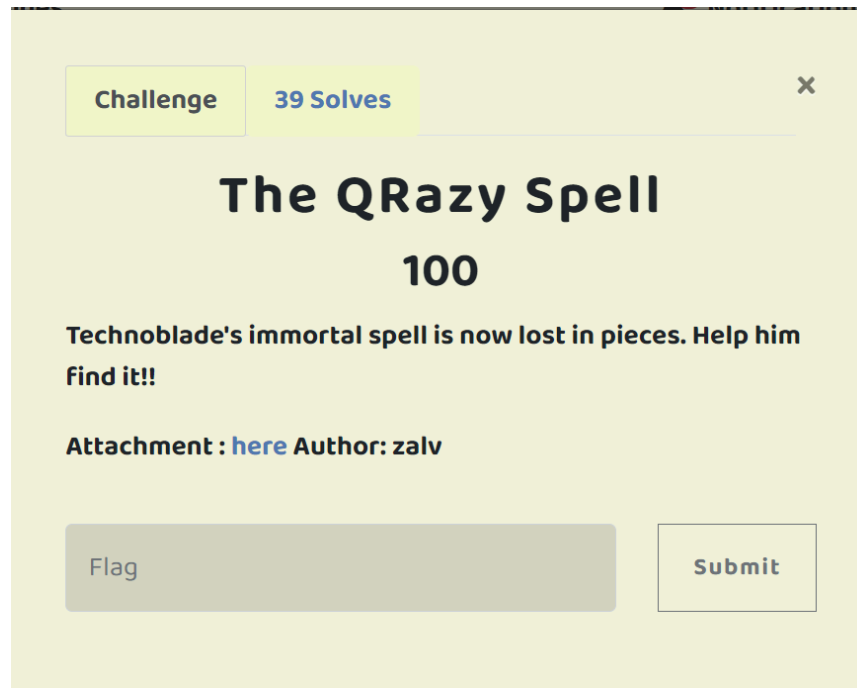 Challenge
39 Solves
×
The QRazy Spell
100
Technoblade's immortal spell is now lost in pieces. Help him
find it!!
Attachment : here Author: zalv
Flag
Submit